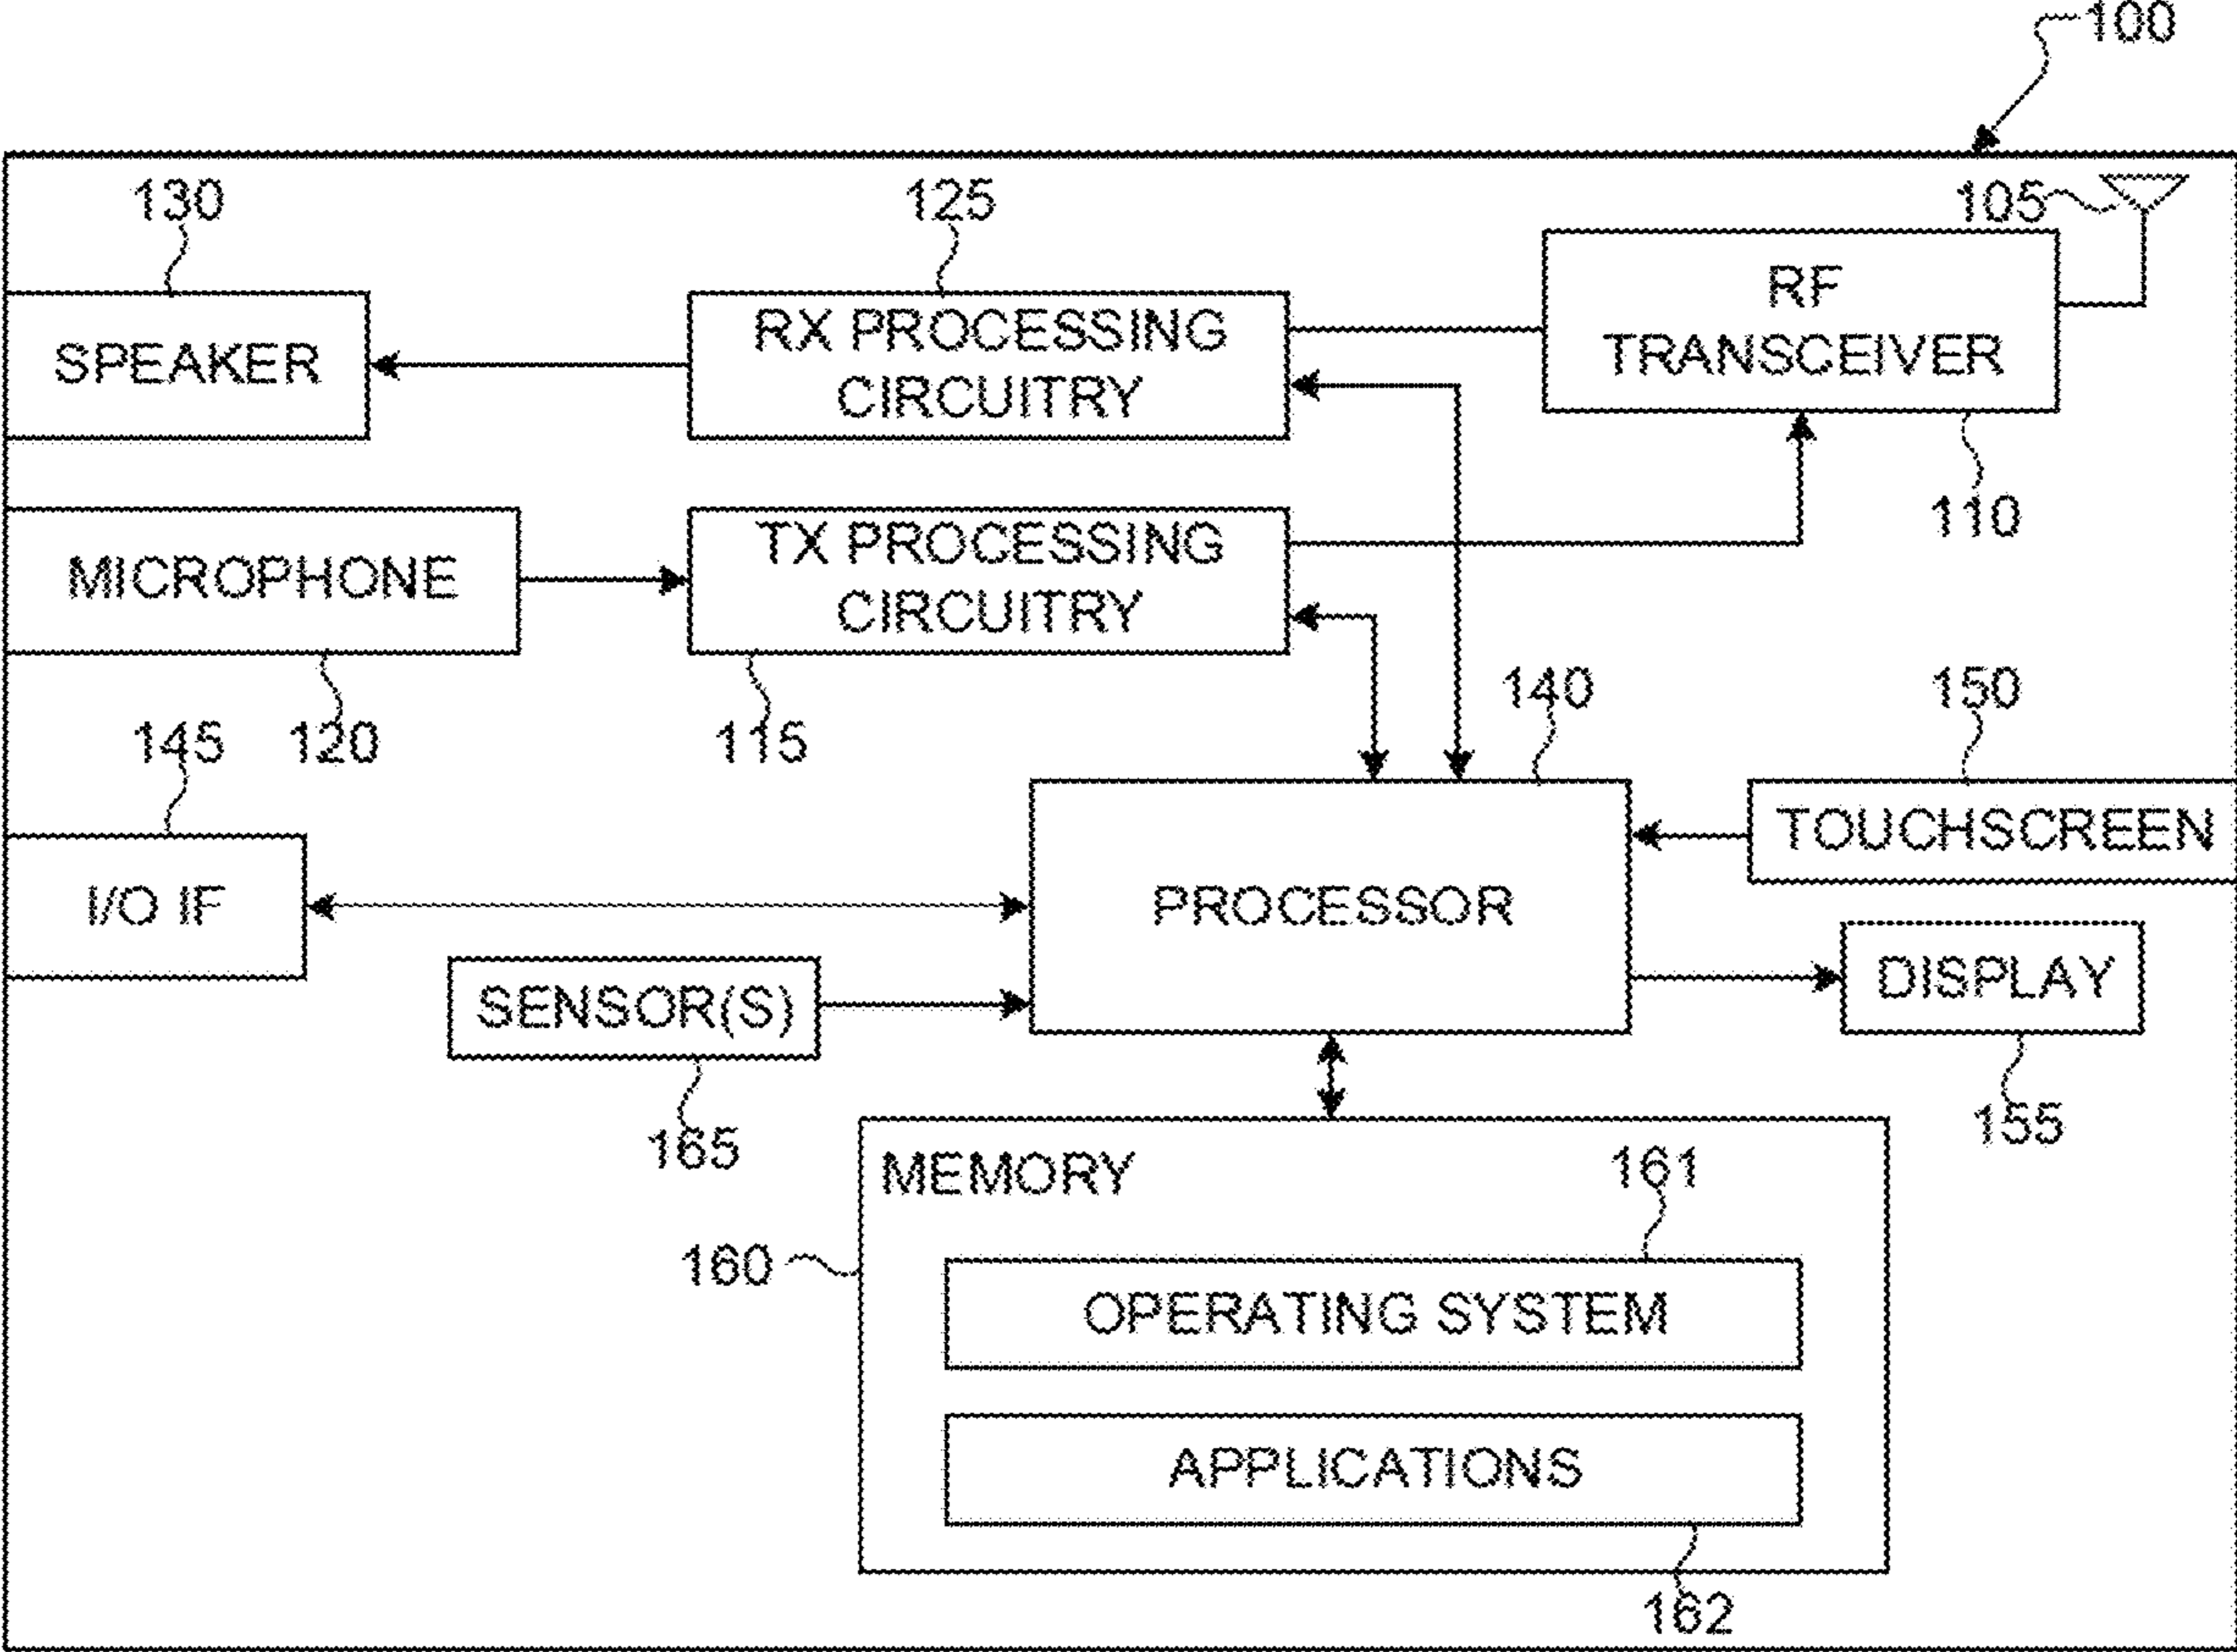 100
130
125
105
SPEAKER
RX PROCESSING
CIRCUITRY
RF
TRANSCEIVER
110
MICROPHONE
TX PROCESSING
CIRCUITRY
145
120
115
140
150
I/O IF
PROCESSOR
TOUCHSCREEN
SENSOR(S)
DISPLAY
165
155
MEMORY
161
160
OPERATING SYSTEM
APPLICATIONS
162